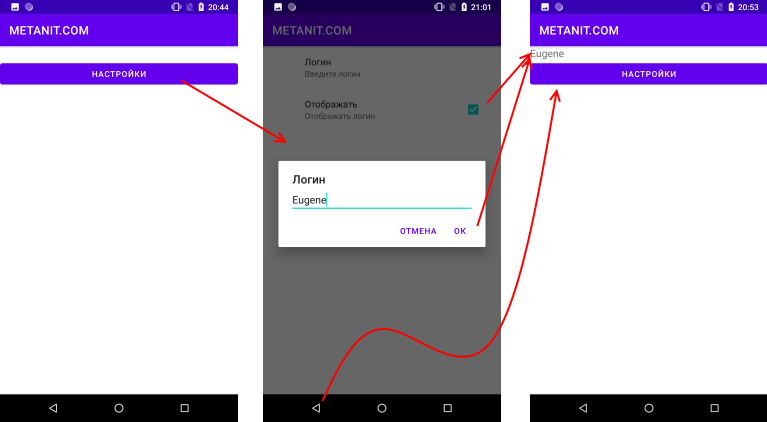 20:44
METANIT.COM
НАСТРОЙКИ
21:01
METANIT.COM
Логин
Введите логин
Отображать
Отображать логин
Логин
Eugene
ОТМЕНА ОК
20:53
METANIT.COM
Eugene
НАСТРОЙКИ